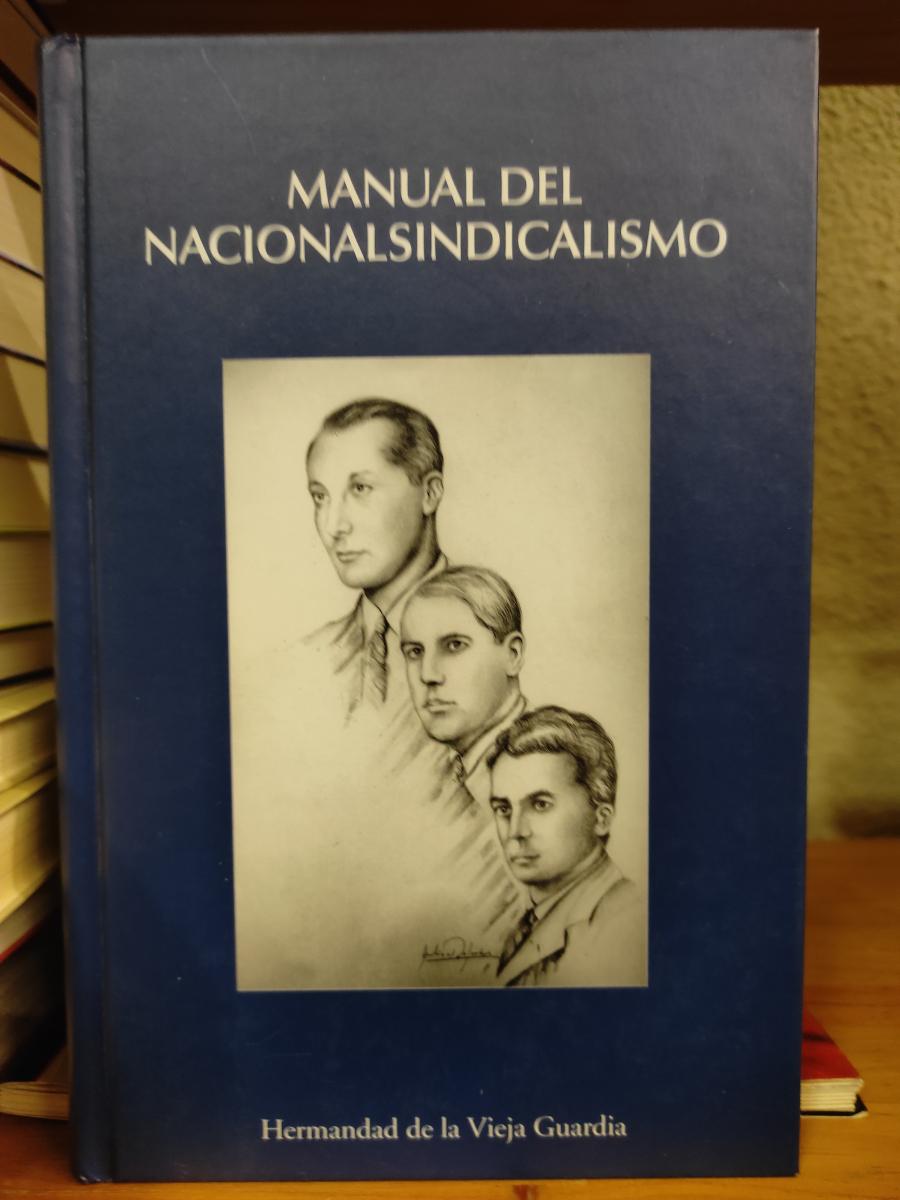 MANUAL DEL
NACIONALSINDICALISMO
Hermandad de la Vieja Guardia